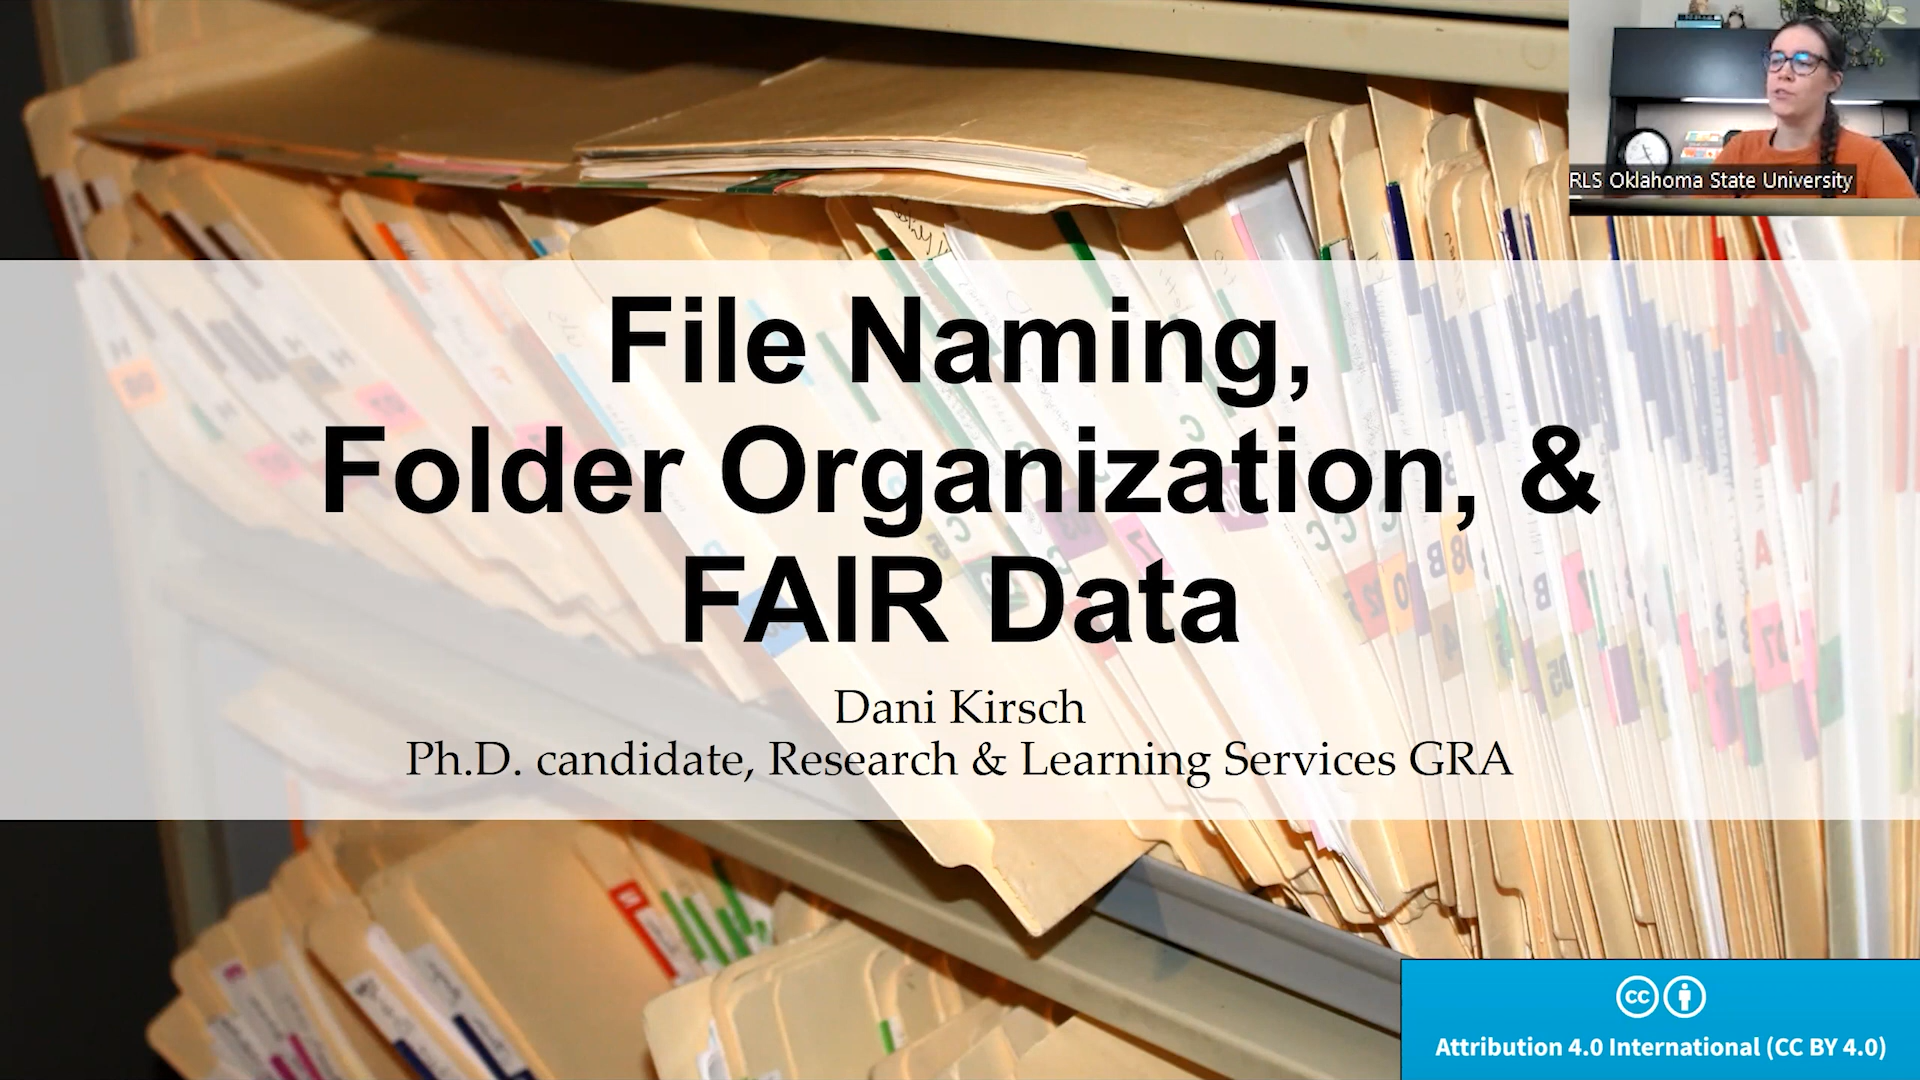 RLS Oklahoma State University
File Naming,
Folder Organization, &
FAIR Data
Dani Kirsch
Ph.D. candidate, Research & Learning Services GRA
cc
Attribution 4.0 International (CC BY 4.0)